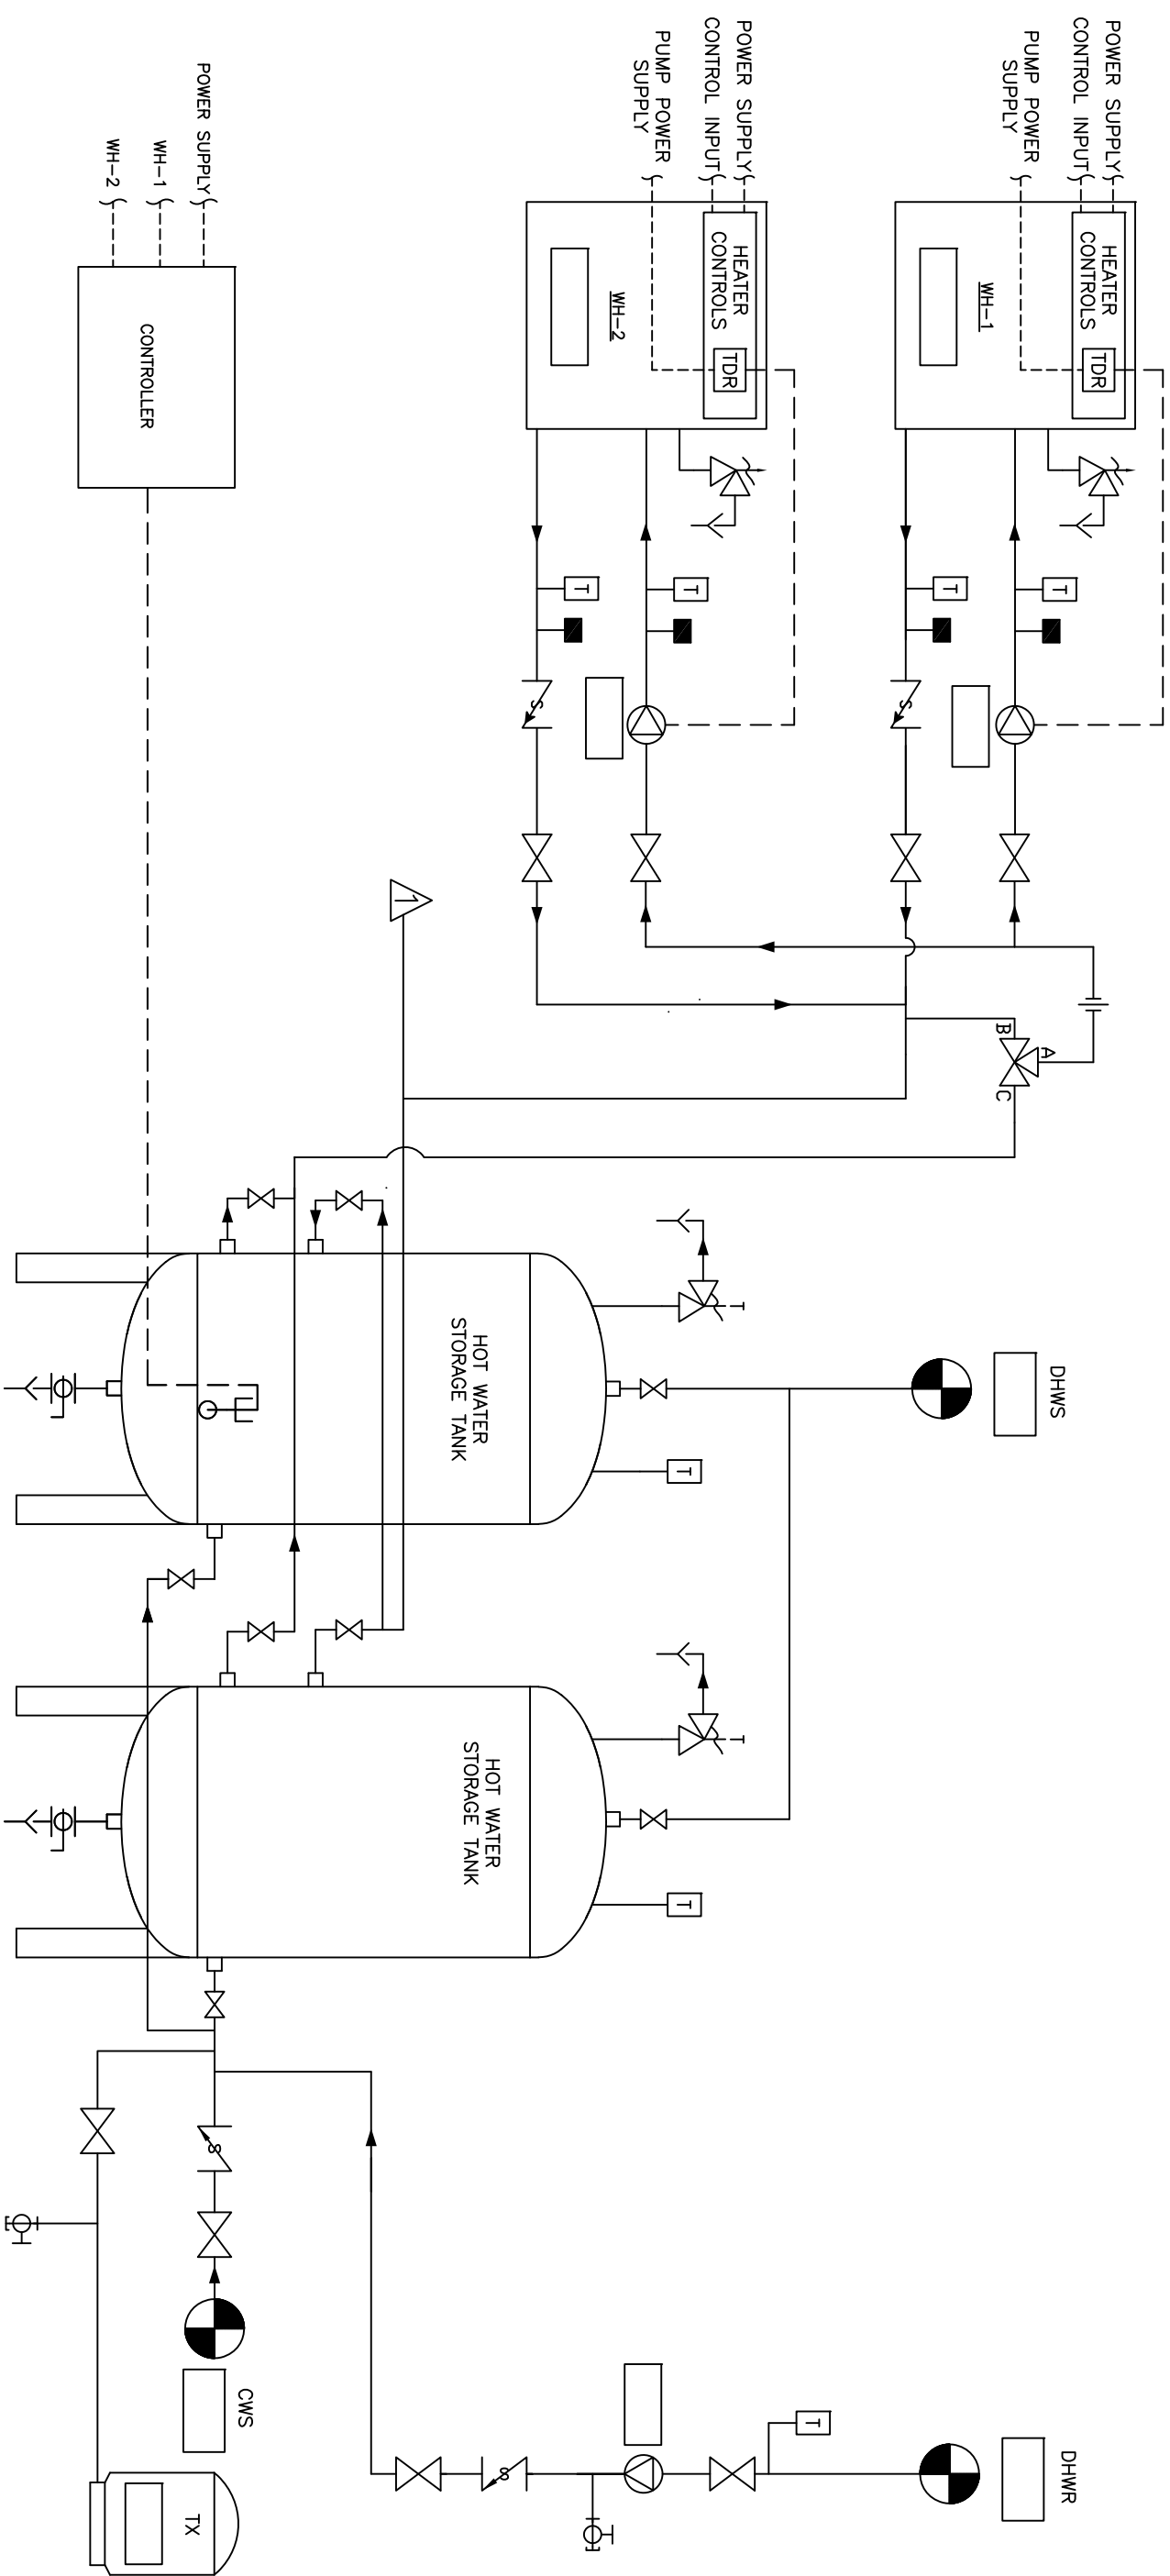 POWER SUPPLY
CONTROL INPUT
PUMP POWER
SUPPLY
HEATER
CONTROLS
TDR
WH-1
T
T
POWER SUPPLY
CONTROL INPUT
PUMP POWER
SUPPLY
HEATER
CONTROLS
TDR
WH-2
T
T
S
S
POWER SUPPLY
WH-1
WH-2
CONTROLLER
1
A
B
C
HOT WATER
STORAGE TANK
T
DHWS
HOT WATER
STORAGE TANK
T
S
CWS
TX
S
T
DHWR